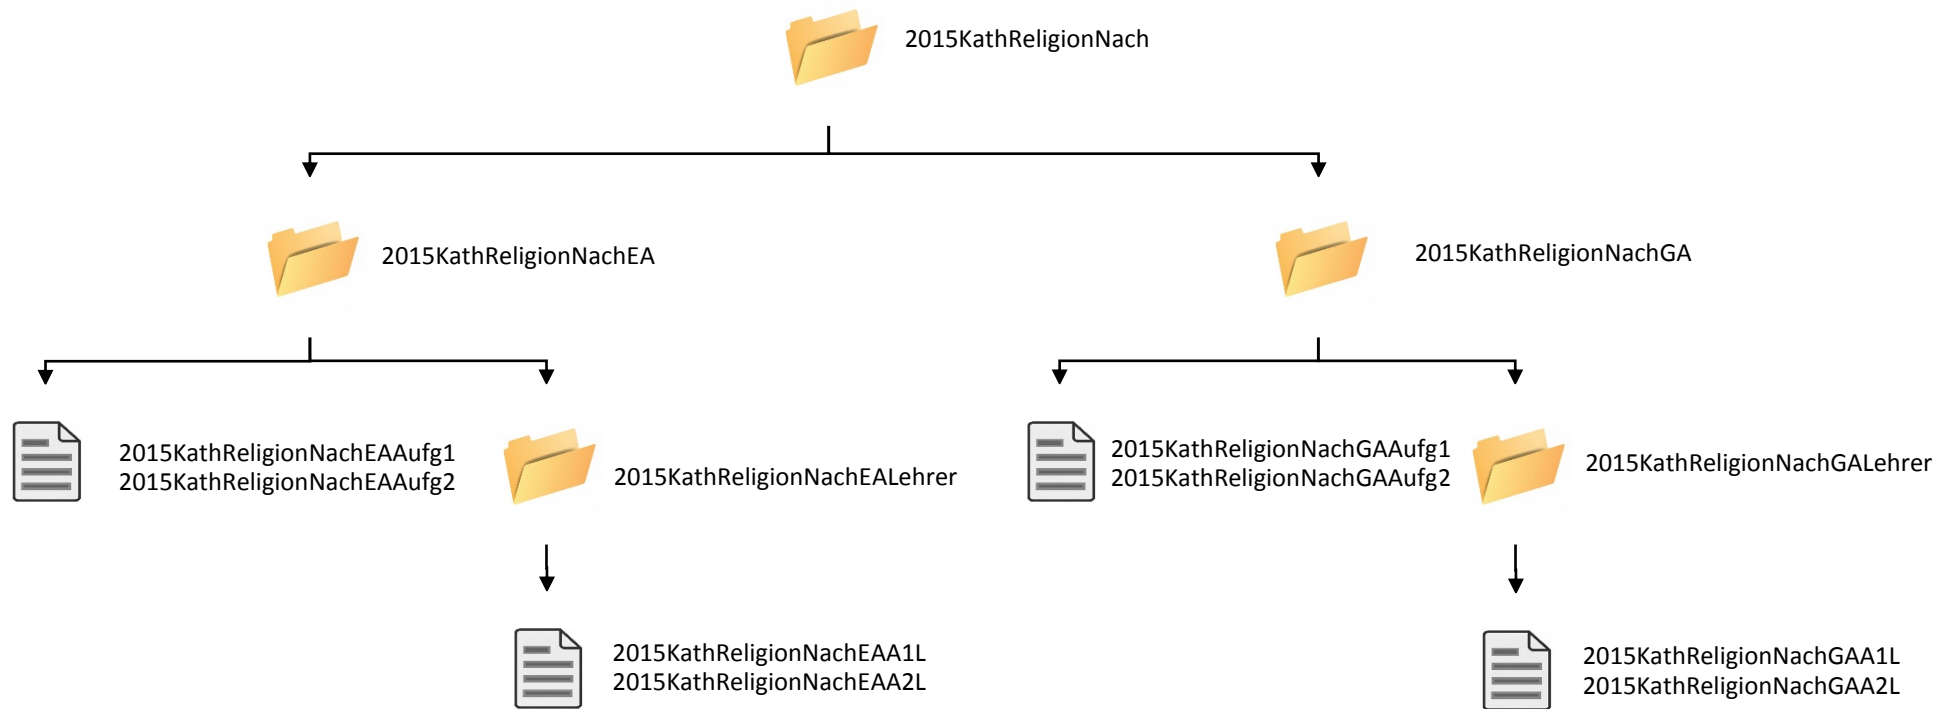 2015KathReligionNach
2015KathReligionNachEA
2015KathReligionNachGA
2015KathReligionNachEAAufg1
2015KathReligionNachEAAufg2
2015KathReligionNachEALehrer
2015KathReligionNachGAAufg1
2015KathReligionNachGAAufg2
2015KathReligionNachGALehrer
2015KathReligionNachEAA1L
2015KathReligionNachEAA2L
2015KathReligionNachGAA1L
2015KathReligionNachGAA2L